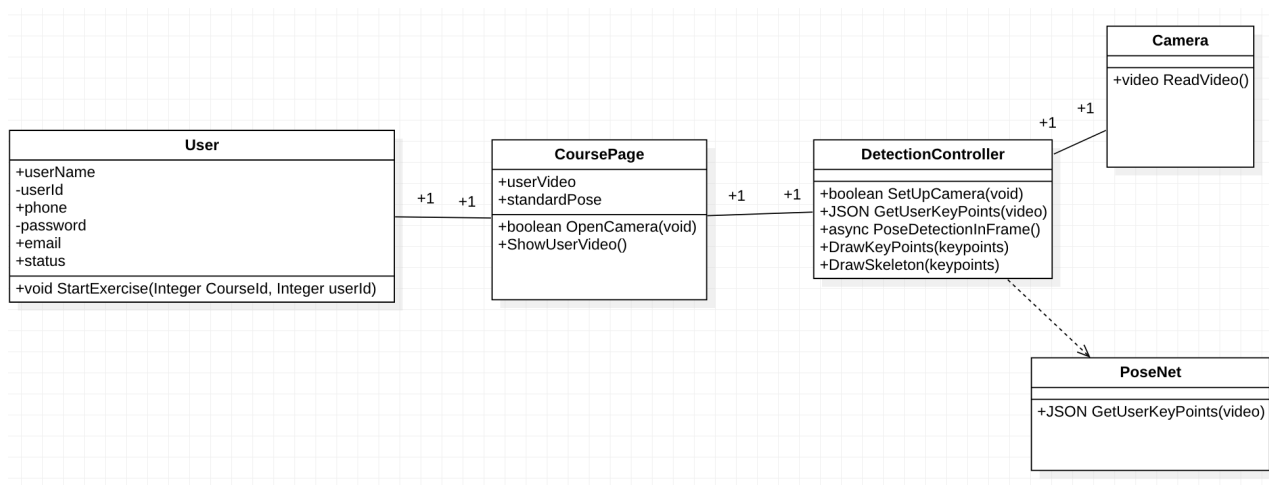 User
+userName
-userId
+phone
-password
+email
+status
+void StartExercise(Integer CourseId, Integer userId)
+1
+1
CoursePage
+userVideo
+standardPose
+boolean OpenCamera(void)
+ShowUserVideo()
+1
+1
DetectionController
+boolean SetUpCamera(void)
+JSON GetUserKeyPoints(video)
+async PoseDetectionInFrame()
+DrawKeyPoints(keypoints)
+DrawSkeleton(keypoints)
+1
+1
Camera
+video ReadVideo()
PoseNet
+JSON GetUserKeyPoints(video)